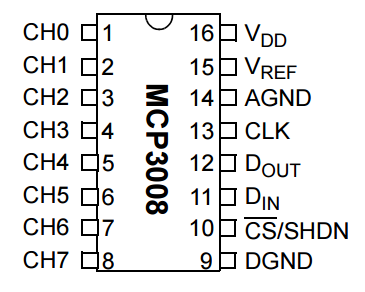 CH0 1 16 VDD
CH1 2 15 VREF
CH2 3 14 AGND
CH3 4 13 CLK
CH4 5 12 DOUT
CH5 6 11 DIN
CH6 7 10 C̅S̅/SHDN
CH7 8 9 DGND
MCP3008